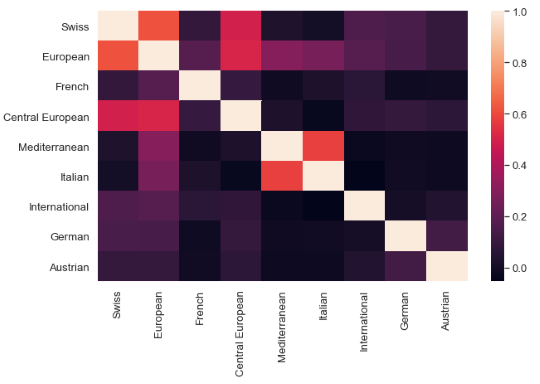 Swiss
European
French
Central European
Mediterranean
Italian
International
German
Austrian
1.0
0.8
0.6
0.4
0.2
0.0
Swiss
European
French
Central European
Mediterranean
Italian
International
German
Austrian